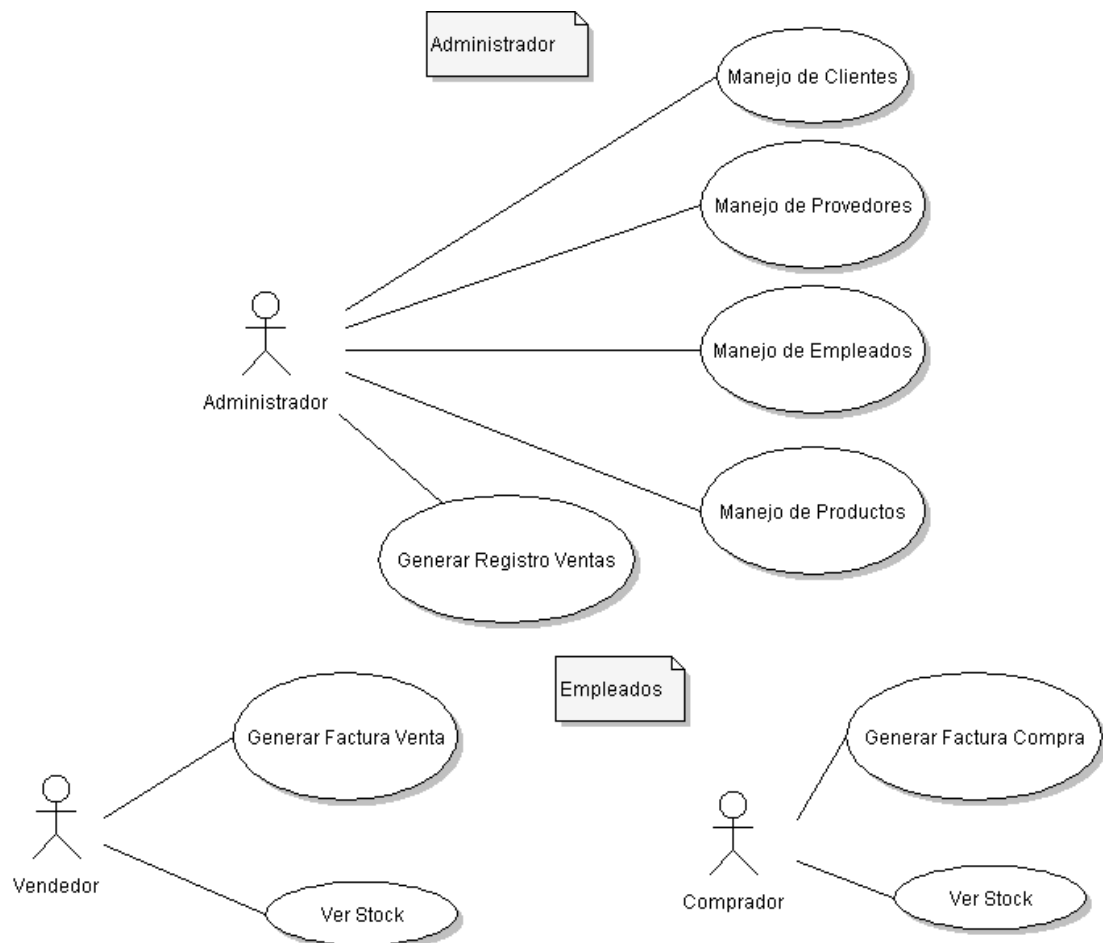 Administrador
Manejo de Clientes
Manejo de Provedores
Manejo de Empleados
Administrador
Manejo de Productos
Generar Registro Ventas
Empleados
Generar Factura Venta
Generar Factura Compra
Vendedor
Ver Stock
Comprador
Ver Stock